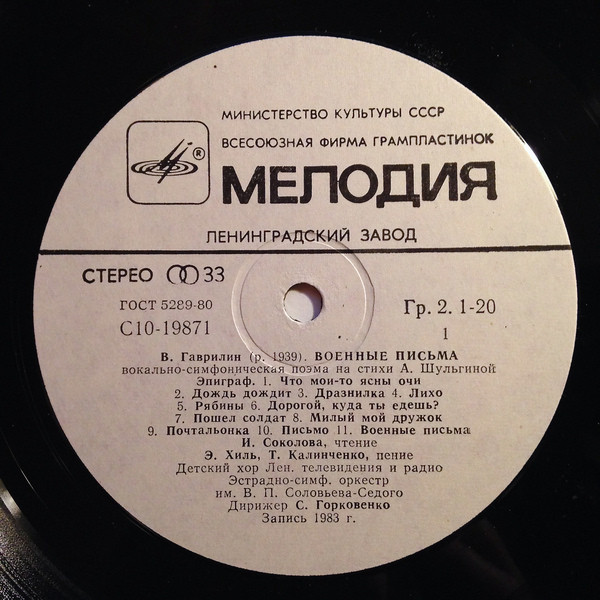 МИНИСТЕРСТВО КУЛЬТУРЫ СССР
ВСЕСОЮЗНАЯ ФИРМА ГРАМПЛАСТИНОК
®
МЕЛОДИЯ
ЛЕНИНГРАДСКИЙ ЗАВОД
СТЕРЕО 33
ГОСТ 5289-80
С10-19871
Гр. 2. 1-20
1
В. Гаврилин (р. 1939). ВОЕННЫЕ ПИСЬМА
вокально-симфоническая поэма на стихи А. Шульгиной
Эпиграф. 1. Что мои-то ясны очи
2. Дождь дождит 3. Дразнилка 4. Лихо
5. Рябины 6. Дорогой, куда ты едешь?
7. Пошел солдат 8. Милый мой дружок
9. Почтальонка 10. Письмо 11. Военные письма
И. Соколова, чтение
Э. Хиль, Т. Калинченко, пение
Детский хор Лен. телевидения и радио
Эстрадно-симф. оркестр
им. В. П. Соловьева-Седого
Дирижер С. Горковенко
Запись 1983 г.